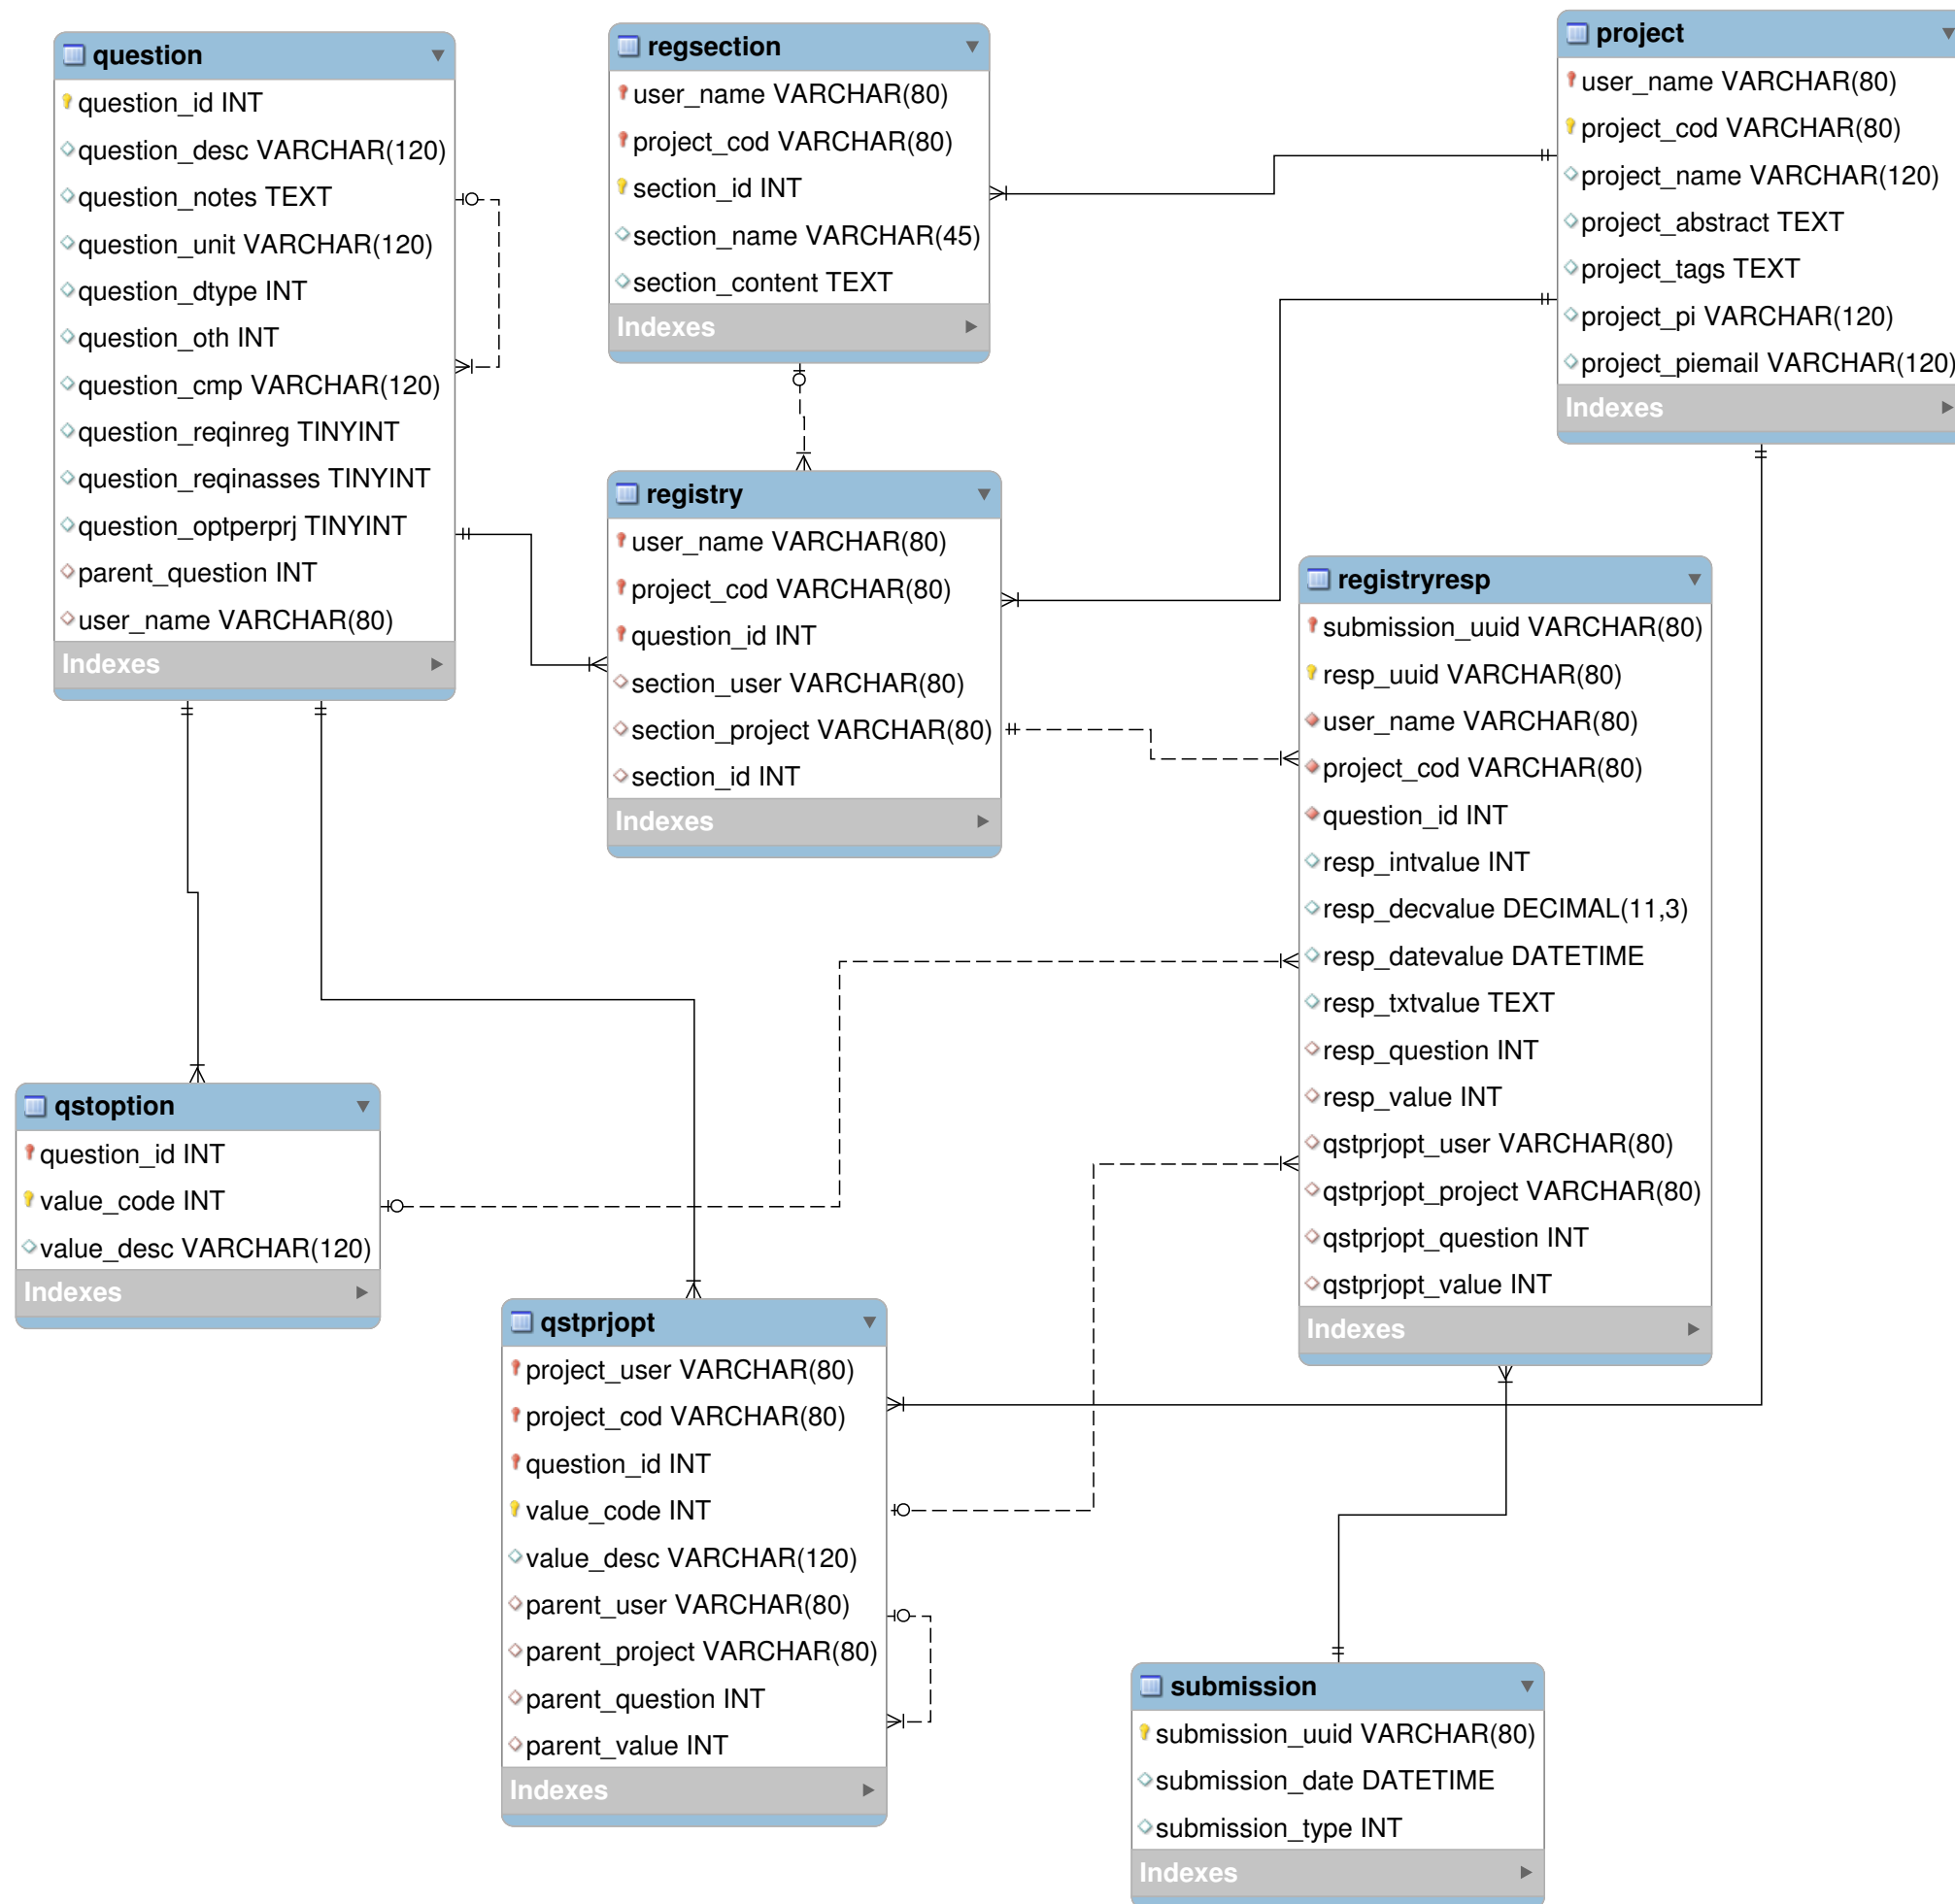 question
question_id INT
question_desc VARCHAR(120)
question_notes TEXT
question_unit VARCHAR(120)
question_dtype INT
question_oth INT
question_cmp VARCHAR(120)
question_reqinreg TINYINT
question_reqinasses TINYINT
question_optperprj TINYINT
parent_question INT
user_name VARCHAR(80)
Indexes
regsection
user_name VARCHAR(80)
project_cod VARCHAR(80)
section_id INT
section_name VARCHAR(45)
section_content TEXT
Indexes
project
user_name VARCHAR(80)
project_cod VARCHAR(80)
project_name VARCHAR(120)
project_abstract TEXT
project_tags TEXT
project_pi VARCHAR(120)
project_piemail VARCHAR(120)
Indexes
registry
user_name VARCHAR(80)
project_cod VARCHAR(80)
question_id INT
section_user VARCHAR(80)
section_project VARCHAR(80)
section_id INT
Indexes
registryresp
submission_uuid VARCHAR(80)
resp_uuid VARCHAR(80)
user_name VARCHAR(80)
project_cod VARCHAR(80)
question_id INT
resp_intvalue INT
resp_decvalue DECIMAL(11,3)
resp_datevalue DATETIME
resp_txtvalue TEXT
resp_question INT
resp_value INT
qstprjopt_user VARCHAR(80)
qstprjopt_project VARCHAR(80)
qstprjopt_question INT
qstprjopt_value INT
Indexes
qstoption
question_id INT
value_code INT
value_desc VARCHAR(120)
Indexes
qstprjopt
project_user VARCHAR(80)
project_cod VARCHAR(80)
question_id INT
value_code INT
value_desc VARCHAR(120)
parent_user VARCHAR(80)
parent_project VARCHAR(80)
parent_question INT
parent_value INT
Indexes
submission
submission_uuid VARCHAR(80)
submission_date DATETIME
submission_type INT
Indexes